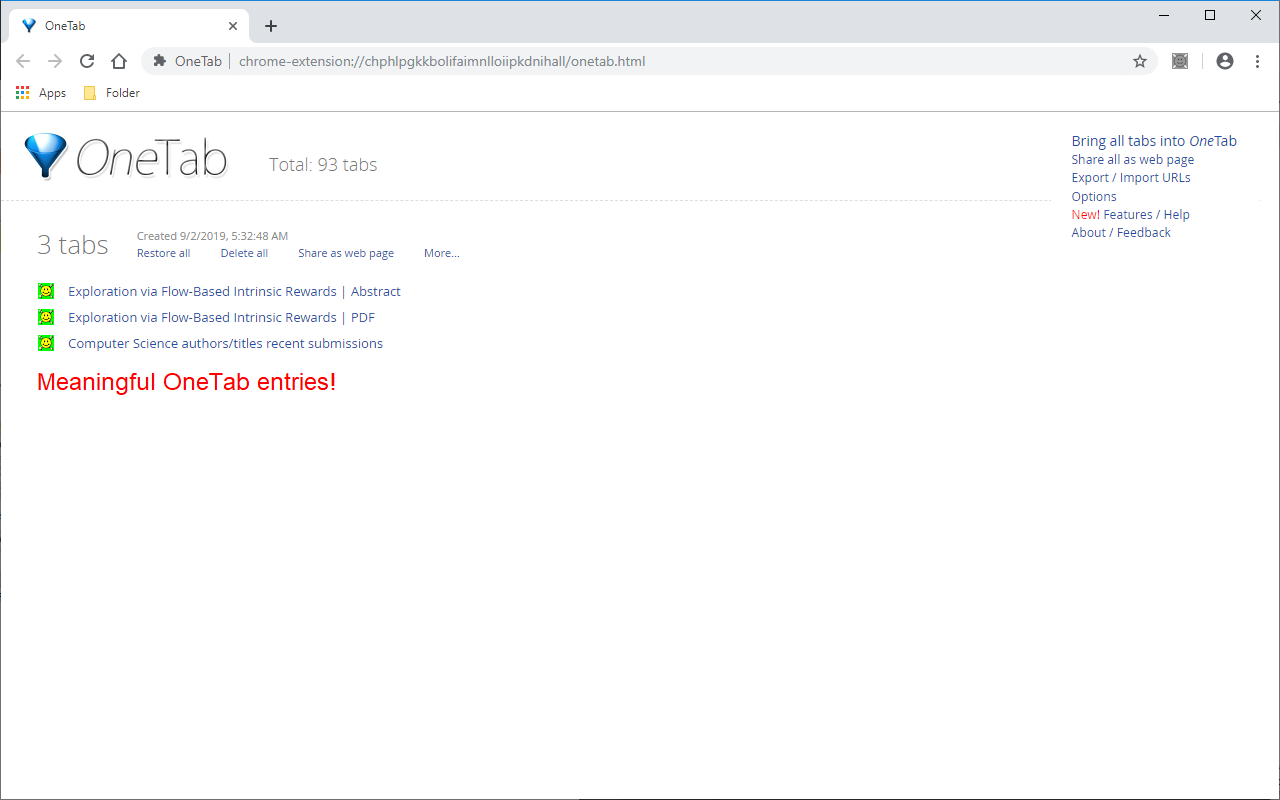 OneTab
OneTab | chrome-extension://chphlpgkkbolifaimnlloiipkdnihall/onetab.html
Apps Folder
OneTab Total: 93 tabs
Bring all tabs into OneTab
Share all as web page
Export / Import URLs
Options
New! Features / Help
About / Feedback
3 tabs
Created 9/2/2019, 5:32:48 AM
Restore all Delete all Share as web page More...
Exploration via Flow-Based Intrinsic Rewards | Abstract
Exploration via Flow-Based Intrinsic Rewards | PDF
Computer Science authors/titles recent submissions
Meaningful OneTab entries!